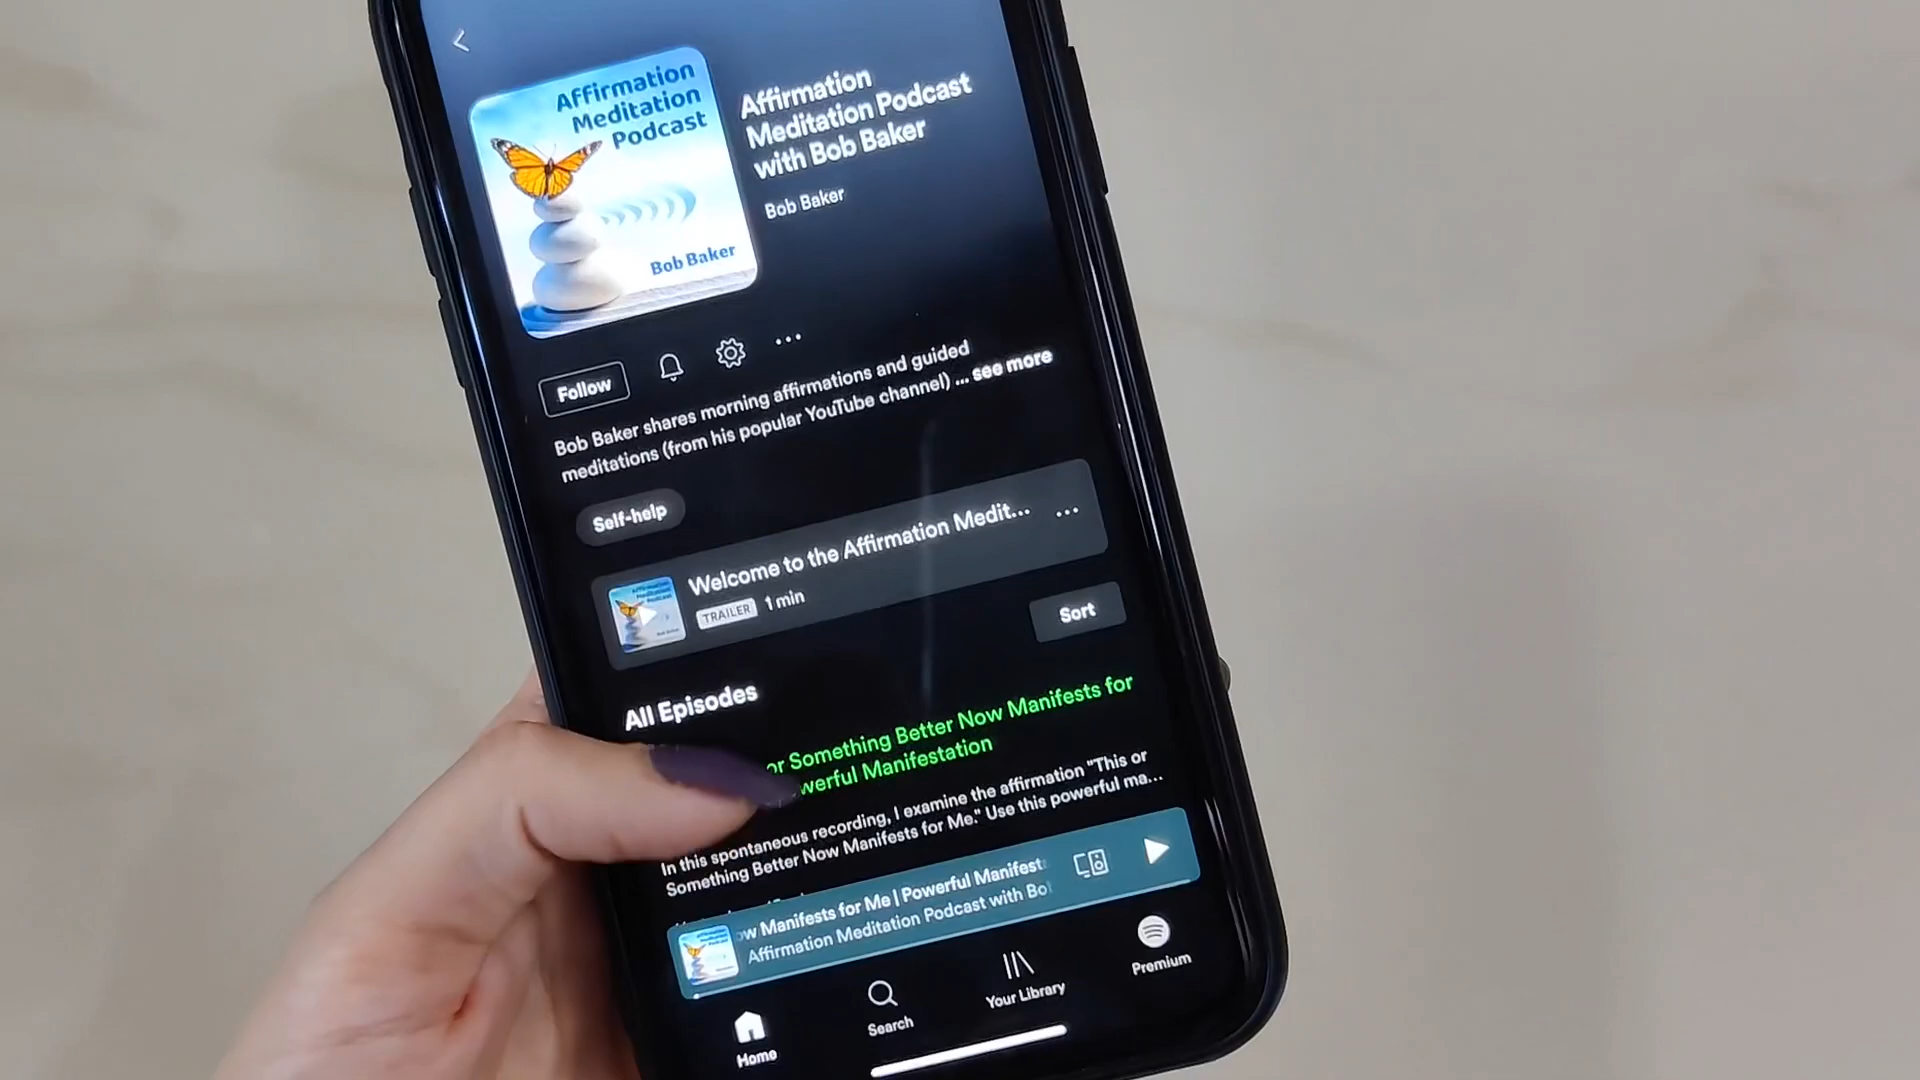 Affirmation
Meditation
Podcast
Bob Baker
Affirmation
Meditation Podcast
with Bob Baker
Bob Baker
Follow
Bob Baker shares morning affirmations and guided
meditations (from his popular YouTube channel) ... see more
Self-help
Welcome to the Affirmation Medit...
TRAILER 1 min
Sort
All Episodes
or Something Better Now Manifests for
werful Manifestation
In this spontaneous recording, I examine the affirmation "This or
Something Better Now Manifests for Me." Use this powerful ma...
ow Manifests for Me | Powerful Manifest
Affirmation Meditation Podcast with Bo
Home
Search
Your Library
Premium